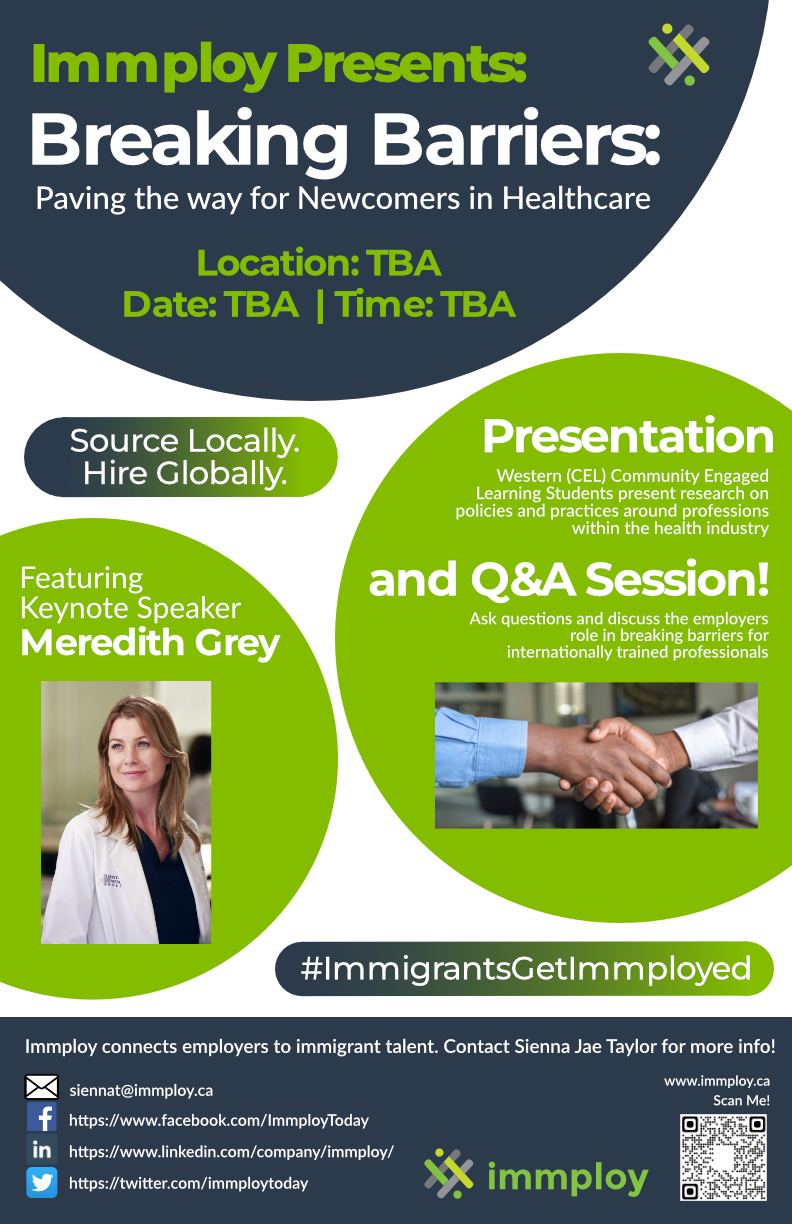 Immploy Presents:
Breaking Barriers:
Paving the way for Newcomers in Healthcare
Location: TBA
Date: TBA | Time: TBA
Source Locally.
Hire Globally.
Presentation
Western (CEL) Community Engaged
Learning Students present research on
policies and practices around professions
within the health industry
and Q&A Session!
Ask questions and discuss the employers
role in breaking barriers for
internationally trained professionals
Featuring
Keynote Speaker
Meredith Grey
#ImmigrantsGetImmployed
Immploy connects employers to immigrant talent. Contact Sienna Jae Taylor for more info!
siennat@immploy.ca
https://www.facebook.com/ImmployToday
https://www.linkedin.com/company/immploy/
https://twitter.com/immploytoday
immploy
www.immploy.ca
Scan Me!